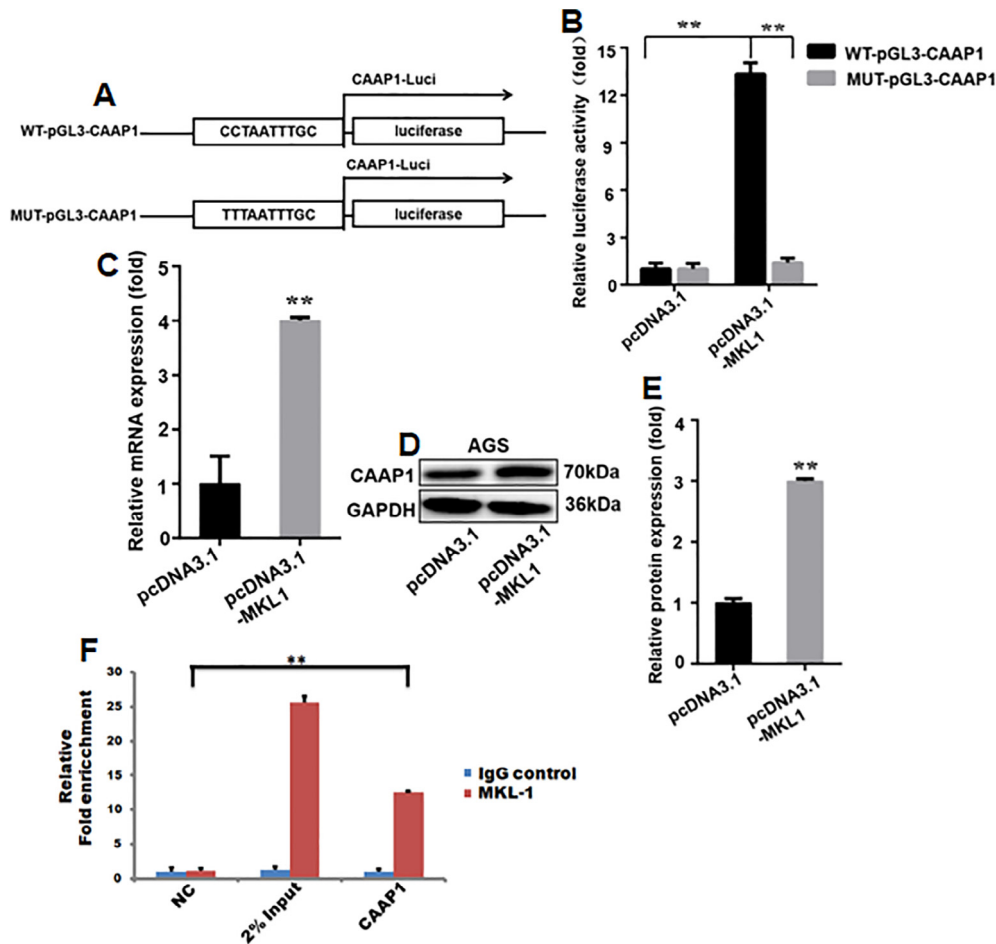 A
CAAP1-Luci
WT-pGL3-CAAP1
CCTAATTTGC
luciferase
CAAP1-Luci
MUT-pGL3-CAAP1
TTTAATTTGC
luciferase
B
Relative luciferase activity (fold)
15
12
9
6
3
0
**
**
WT-pGL3-CAAP1
MUT-pGL3-CAAP1
pcDNA3.1
pcDNA3.1
-MKL1
C
Relative mRNA expression (fold)
5
4
3
2
1
0
**
pcDNA3.1
pcDNA3.1
-MKL1
D
AGS
CAAP1
70kDa
GAPDH
36kDa
pcDNA3.1
pcDNA3.1
-MKL1
E
Relative protein expression (fold)
4
3
2
1
0
**
pcDNA3.1
pcDNA3.1
-MKL1
F
Relative
Fold enricchment
30
25
20
15
10
5
0
**
IgG control
MKL-1
NC
2% Input
CAAP1